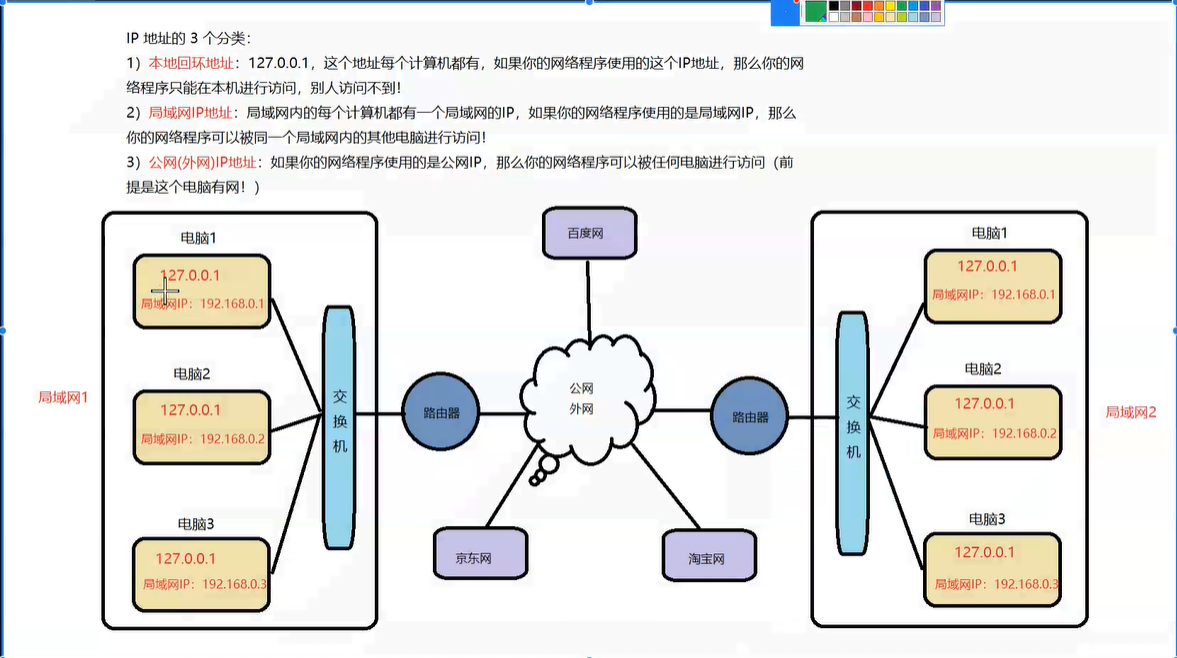 IP 地址的 3 个分类：
1）本地回环地址：127.0.0.1，这个地址每个计算机都有，如果你的网络程序使用的这个IP地址，那么你的网
络程序只能在本机进行访问，别人访问不到！
2）局域网IP地址：局域网内的每个计算机都有一个局域网的IP，如果你的网络程序使用的是局域网IP，那么
你的网络程序可以被同一个局域网内的其他电脑进行访问！
3）公网(外网)IP地址：如果你的网络程序使用的是公网IP，那么你的网络程序可以被任何电脑进行访问（前
提是这个电脑有网！）
局域网1
电脑1
127.0.0.1
局域网IP：192.168.0.1
电脑2
127.0.0.1
局域网IP：192.168.0.2
电脑3
127.0.0.1
局域网IP：192.168.0.3
交换机
路由器
百度网
公网
外网
京东网
淘宝网
路由器
交换机
电脑1
127.0.0.1
局域网IP：192.168.0.1
电脑2
127.0.0.1
局域网IP：192.168.0.2
电脑3
127.0.0.1
局域网IP：192.168.0.3
局域网2